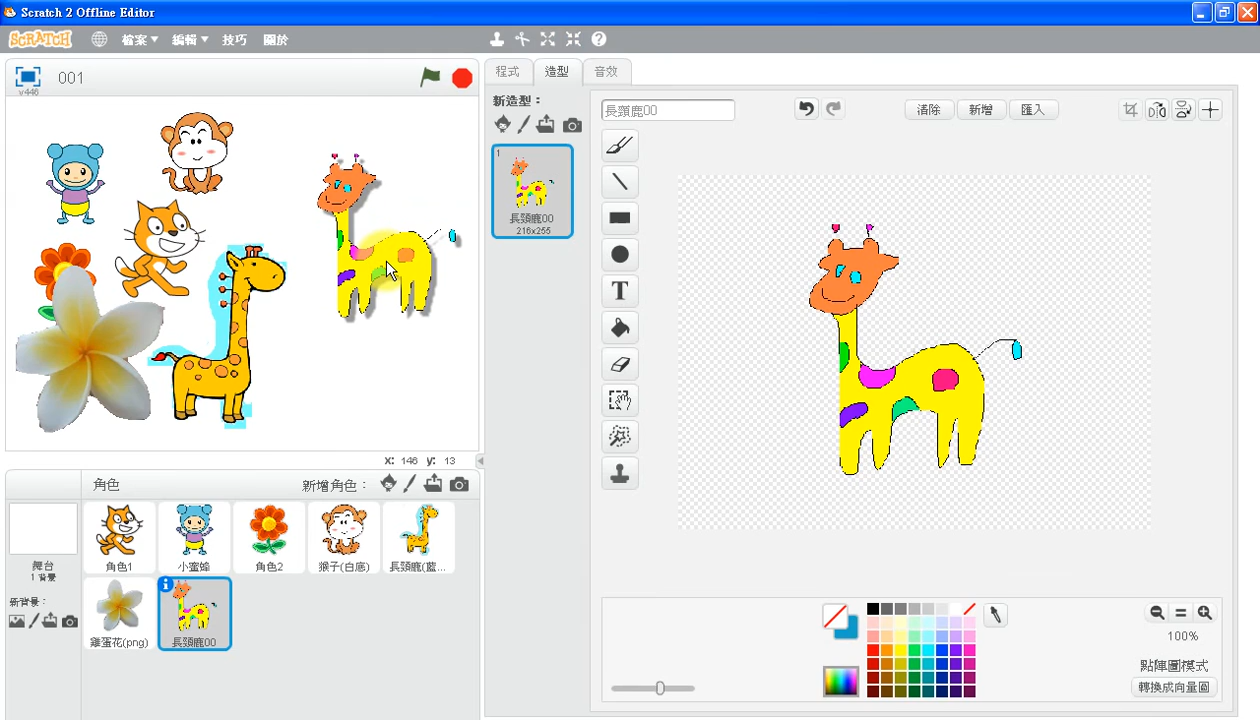 Scratch 2 Offline Editor
SCRATCH 檔案 編輯 技巧 關於
001
v446
程式 造型 音效
新造型：
1
長頸鹿00
216x255
長頸鹿00
清除 新增 匯入
T
x: 146 y: 13
角色 新增角色：
舞台
1 背景
新背景：
角色1 小蜜蜂 角色2 猴子(白底) 長頸鹿(藍...
雞蛋花(png) 長頸鹿00
100%
點陣圖模式
轉換成向量圖